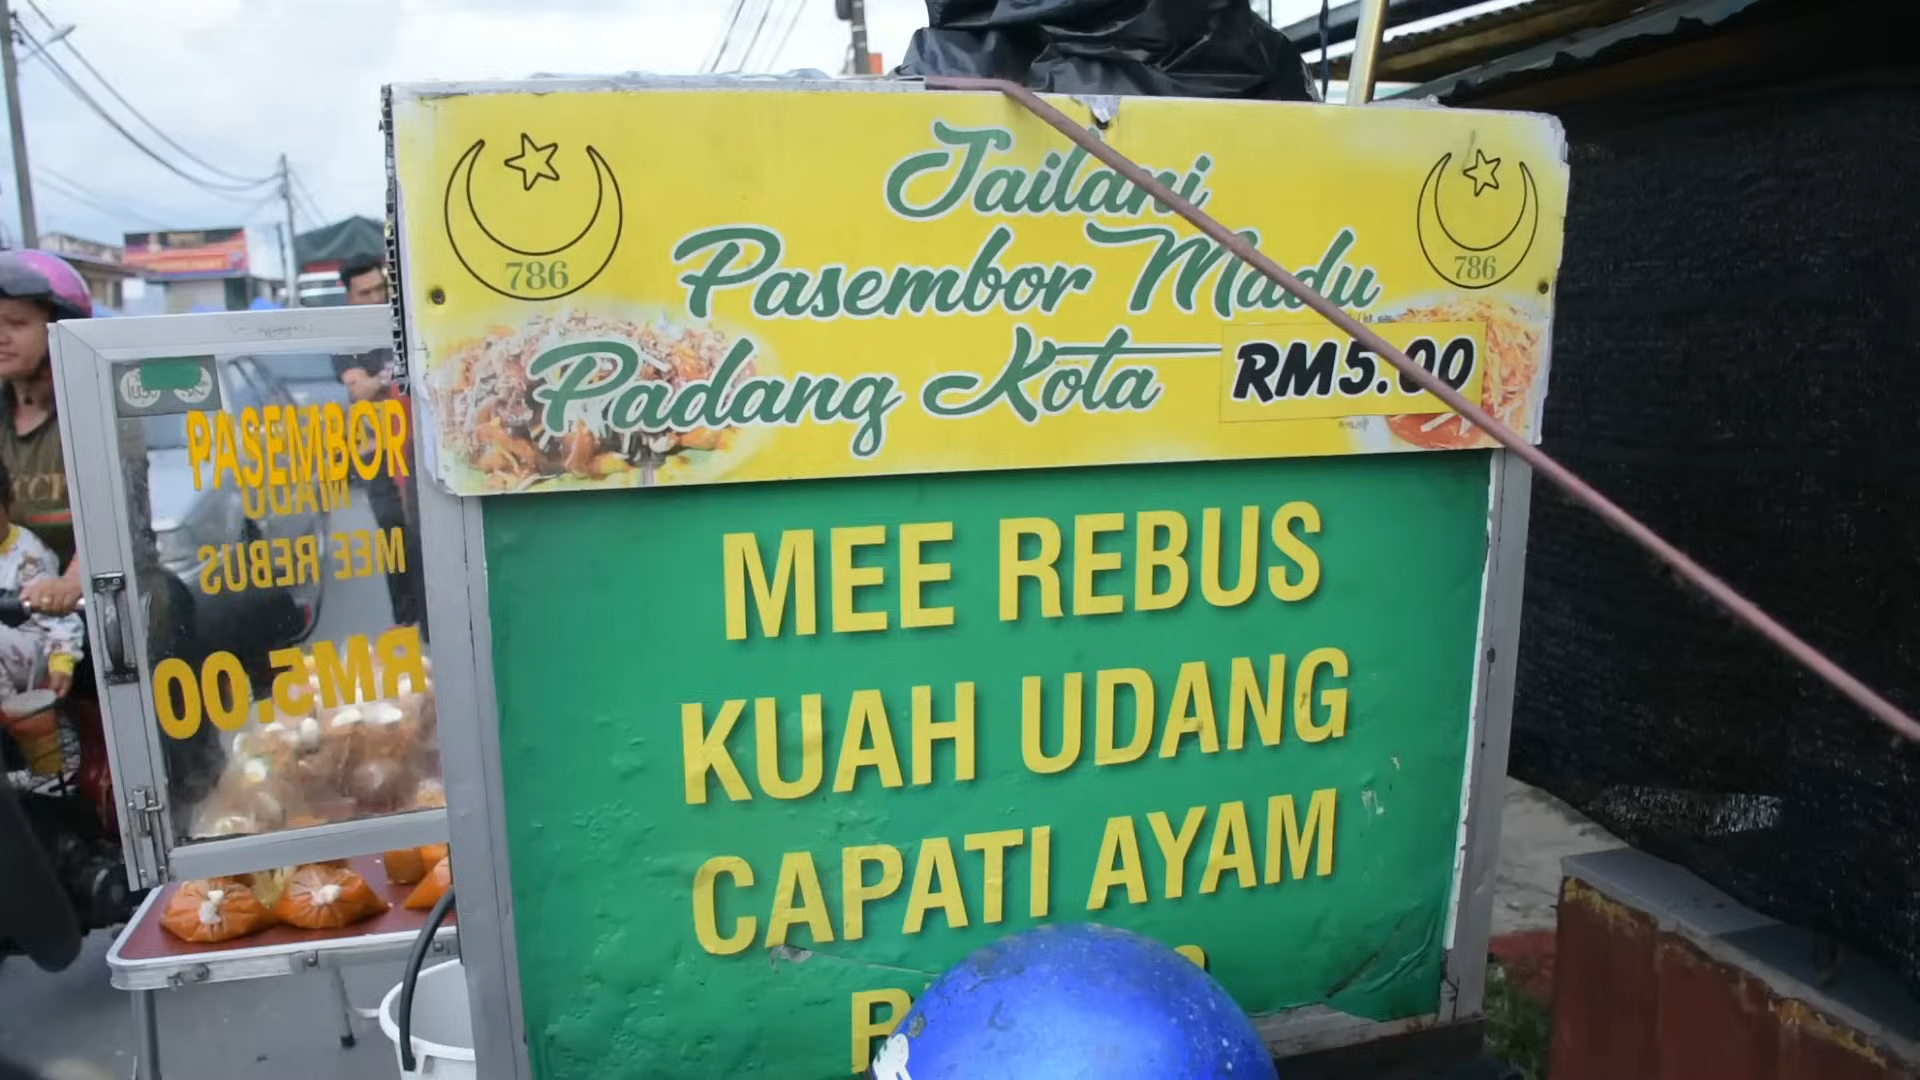 786
Jailani
Pasembor Madu
Padang Kota
RM5.00
786
PASEMBOR
MADU
MEE REBUS
RM5.00
MEE REBUS
KUAH UDANG
CAPATI AYAM